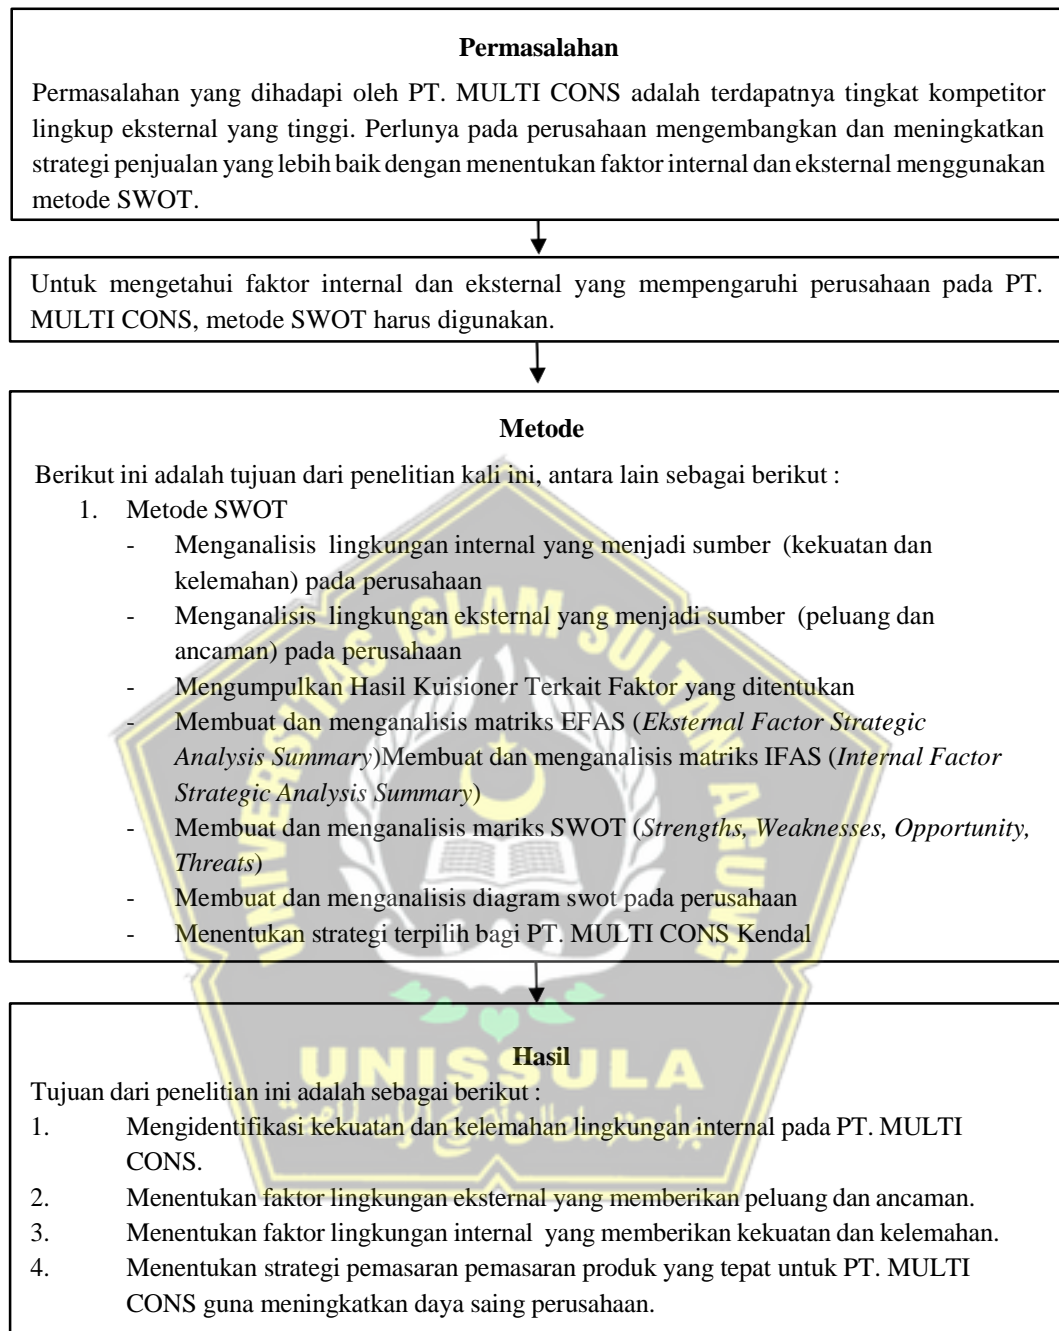 Permasalahan
Permasalahan yang dihadapi oleh PT. MULTI CONS adalah terdapatnya tingkat kompetitor
lingkup eksternal yang tinggi. Perlunya pada perusahaan mengembangkan dan meningkatkan
strategi penjualan yang lebih baik dengan menentukan faktor internal dan eksternal menggunakan
metode SWOT.
Untuk mengetahui faktor internal dan eksternal yang mempengaruhi perusahaan pada PT.
MULTI CONS, metode SWOT harus digunakan.
Metode
Berikut ini adalah tujuan dari penelitian kali ini, antara lain sebagai berikut :
1. Metode SWOT
- Menganalisis lingkungan internal yang menjadi sumber (kekuatan dan
kelemahan) pada perusahaan
- Menganalisis lingkungan eksternal yang menjadi sumber (peluang dan
ancaman) pada perusahaan
- Mengumpulkan Hasil Kuisioner Terkait Faktor yang ditentukan
- Membuat dan menganalisis matriks EFAS (Eksternal Factor Strategic
Analysis Summary)Membuat dan menganalisis matriks IFAS (Internal Factor
Strategic Analysis Summary)
- Membuat dan menganalisis mariks SWOT (Strengths, Weaknesses, Opportunity,
Threats)
- Membuat dan menganalisis diagram swot pada perusahaan
- Menentukan strategi terpilih bagi PT. MULTI CONS Kendal
Hasil
Tujuan dari penelitian ini adalah sebagai berikut :
1. Mengidentifikasi kekuatan dan kelemahan lingkungan internal pada PT. MULTI
CONS.
2. Menentukan faktor lingkungan eksternal yang memberikan peluang dan ancaman.
3. Menentukan faktor lingkungan internal yang memberikan kekuatan dan kelemahan.
4. Menentukan strategi pemasaran pemasaran produk yang tepat untuk PT. MULTI
CONS guna meningkatkan daya saing perusahaan.
UNIVERSITAS ISLAM SULTAN AGUNG
UNISSULA